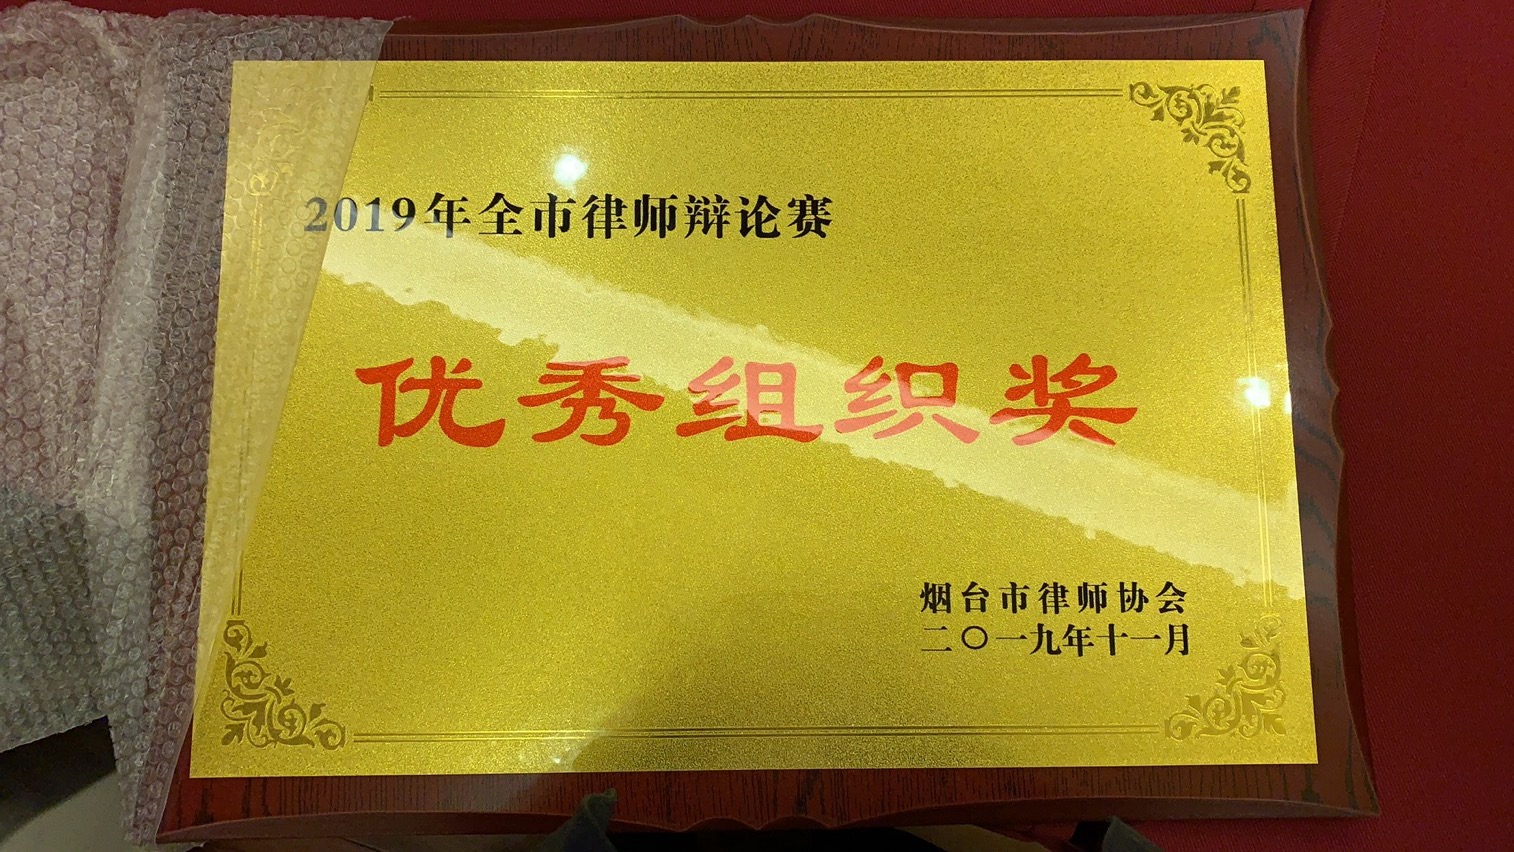 2019年全市律师辩论赛
优秀组织奖
烟台市律师协会
二〇一九年十一月